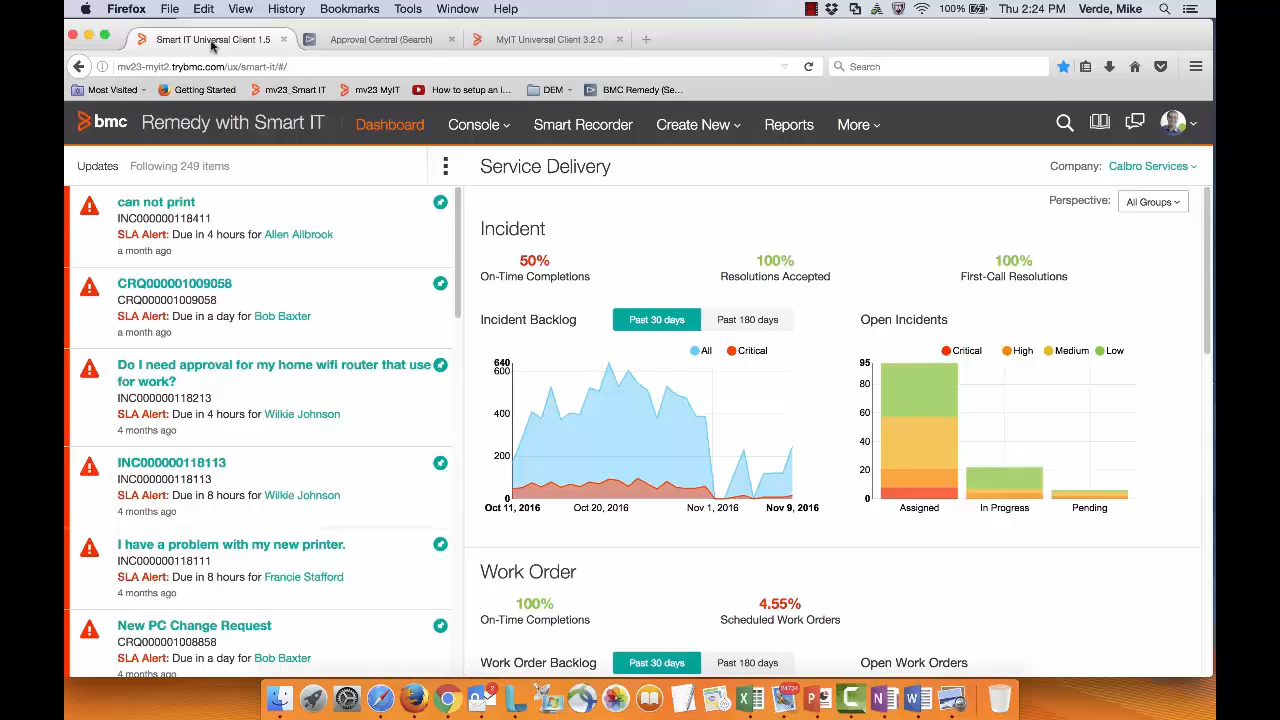 Firefox File Edit View History Bookmarks Tools Window Help 100% Thu 2:24 PM Verde, Mike
Smart IT Universal Client 1.5 Approval Central (Search) MyIT Universal Client 3.2.0
mv23-myit2.trybmc.com/ux/smart-it/#/ Search
Most Visited Getting Started mv23_Smart IT mv23 MyIT How to setup an i... DEM BMC Remedy (Se...
bmc Remedy with Smart IT Dashboard Console Smart Recorder Create New Reports More
Updates Following 249 items
Service Delivery Company: Calbro Services
Perspective: All Groups
can not print
INC000000118411
SLA Alert: Due in 4 hours for Allen Allbrook
a month ago
CRQ000001009058
CRQ000001009058
SLA Alert: Due in a day for Bob Baxter
a month ago
Do I need approval for my home wifi router that use
for work?
INC000000118213
SLA Alert: Due in 4 hours for Wilkie Johnson
4 months ago
INC000000118113
INC000000118113
SLA Alert: Due in 8 hours for Wilkie Johnson
4 months ago
I have a problem with my new printer.
INC000000118111
SLA Alert: Due in 8 hours for Francie Stafford
4 months ago
New PC Change Request
CRQ000001008858
SLA Alert: Due in a day for Bob Baxter
4 months ago
Incident
50% 100% 100%
On-Time Completions Resolutions Accepted First-Call Resolutions
Incident Backlog Past 30 days Past 180 days
All Critical
640
600
400
200
0
Oct 11, 2016 Oct 20, 2016 Nov 1, 2016 Nov 9, 2016
Open Incidents
Critical High Medium Low
95
80
60
40
20
0
Assigned In Progress Pending
Work Order
100% 4.55%
On-Time Completions Scheduled Work Orders
Work Order Backlog Past 30 days Past 180 days
Open Work Orders
2
24734